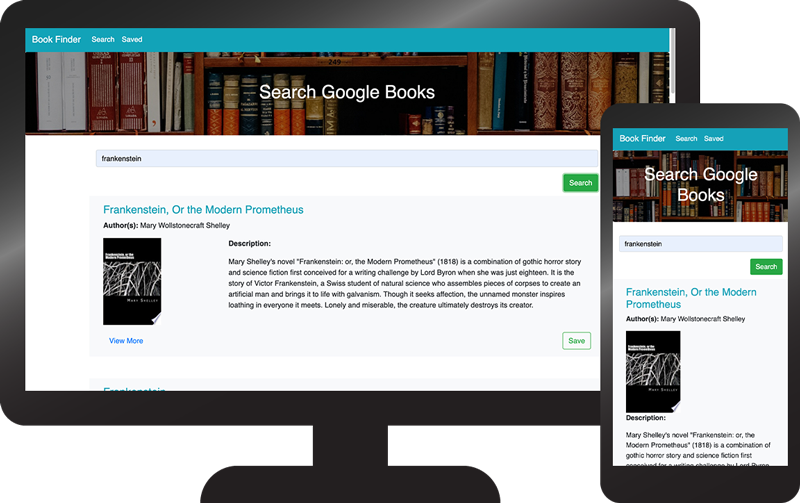 Book Finder Search Saved
249
Search Google Books
frankenstein
Search
Frankenstein, Or the Modern Prometheus
Author(s): Mary Wollstonecraft Shelley
Frankenstein, or the
Modern Prometheus
Mary Shelley
Description:
Mary Shelley's novel "Frankenstein: or, the Modern Prometheus" (1818) is a combination of gothic horror story
and science fiction first conceived for a writing challenge by Lord Byron when she was just eighteen. It is the
story of Victor Frankenstein, a Swiss student of natural science who assembles pieces of corpses to create an
artificial man and brings it to life with galvanism. Though it seeks affection, the unnamed monster inspires
loathing in everyone it meets. Lonely and miserable, the creature ultimately destroys its creator.
View More
Save
Frankenstein
Book Finder Search Saved
Search Google
Books
frankenstein
Search
Frankenstein, Or the Modern
Prometheus
Author(s): Mary Wollstonecraft Shelley
Frankenstein, or the
Modern Prometheus
Mary Shelley
Description:
Mary Shelley's novel "Frankenstein: or, the
Modern Prometheus" (1818) is a combination of
gothic horror story and science fiction first
conceived for a writing challenge by Lord Byron